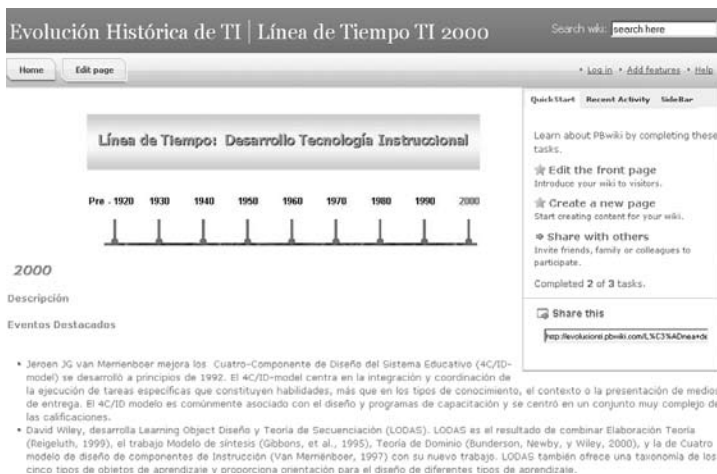 Evolución Histórica de TI | Línea de Tiempo TI 2000
Search wiki: search here
Home Edit page
• Log in • Add features • Help
QuickStart Recent Activity SideBar
Línea de Tiempo: Desarrollo Tecnología Instruccional
Learn about PBwiki by completing these
tasks.
Edit the front page
Introduce your wiki to visitors.
Create a new page
Start creating content for your wiki.
Share with others
Invite friends, family or colleagues to
participate.
Completed 2 of 3 tasks.
Share this
http://evolucionti.pbwiki.com/L%C3%ADnea+de
Pre - 1920 1930 1940 1950 1960 1970 1980 1990 2000
2000
Descripción
Eventos Destacados
• Jeroen JG van Merrienboer mejora los Cuatro-Componente de Diseño del Sistema Educativo (4C/ID-
model) se desarrolló a principios de 1992. El 4C/ID-model centra en la integración y coordinación de
la ejecución de tareas específicas que constituyen habilidades, más que en los tipos de conocimiento, el contexto o la presentación de medios
de entrega. El 4C/ID modelo es comúnmente asociado con el diseño y programas de capacitación y se centró en un conjunto muy complejo de
las calificaciones.
• David Wiley, desarrolla Learning Object Diseño y Teoría de Secuenciación (LODAS). LODAS es el resultado de combinar Elaboración Teoría
(Reigeluth, 1999), el trabajo Modelo de síntesis (Gibbons, et al., 1995), Teoría de Dominio (Bunderson, Newby, y Wiley, 2000), y la de Cuatro
modelo de diseño de componentes de Instrucción (Van Merriënboer, 1997) con su nuevo trabajo. LODAS también ofrece una taxonomía de los
cinco tipos de objetos de aprendizaje y proporciona orientación para el diseño de diferentes tipos de aprendizaje.